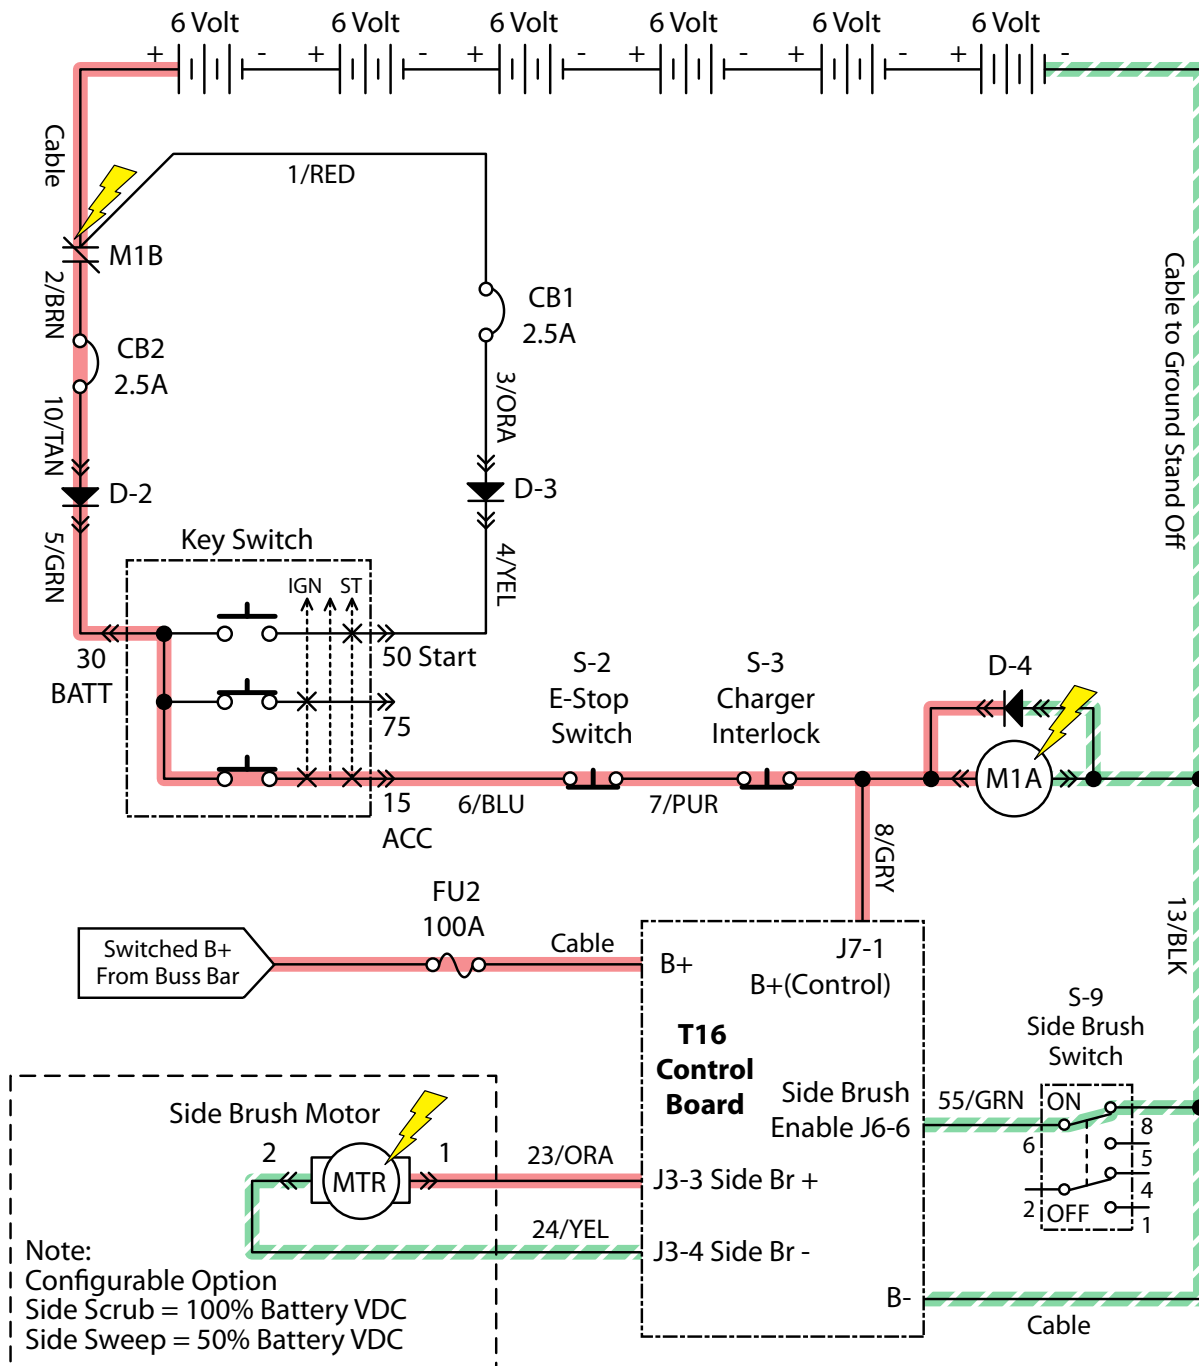 6 Volt 6 Volt 6 Volt 6 Volt 6 Volt 6 Volt
+ - + - + - + - + - + -
Cable
1/RED
M1B
2/BRN
CB1
2.5A
CB2
2.5A
Cable to Ground Stand Off
3/ORA
10/TAN
D-2
D-3
5/GRN
Key Switch
4/YEL
IGN ST
30
BATT
50 Start
75
15
ACC
S-2
E-Stop
Switch
S-3
Charger
Interlock
D-4
M1A
6/BLU
7/PUR
8/GRY
FU2
100A
Switched B+
From Buss Bar
Cable
B+
J7-1
B+(Control)
13/BLK
T16
Control
Board
S-9
Side Brush
Switch
Side Brush
Enable J6-6
55/GRN
ON
6
8
5
4
2
OFF
1
Side Brush Motor
2
MTR
1
23/ORA
J3-3 Side Br +
24/YEL
J3-4 Side Br -
B-
Cable
Note:
Configurable Option
Side Scrub = 100% Battery VDC
Side Sweep = 50% Battery VDC